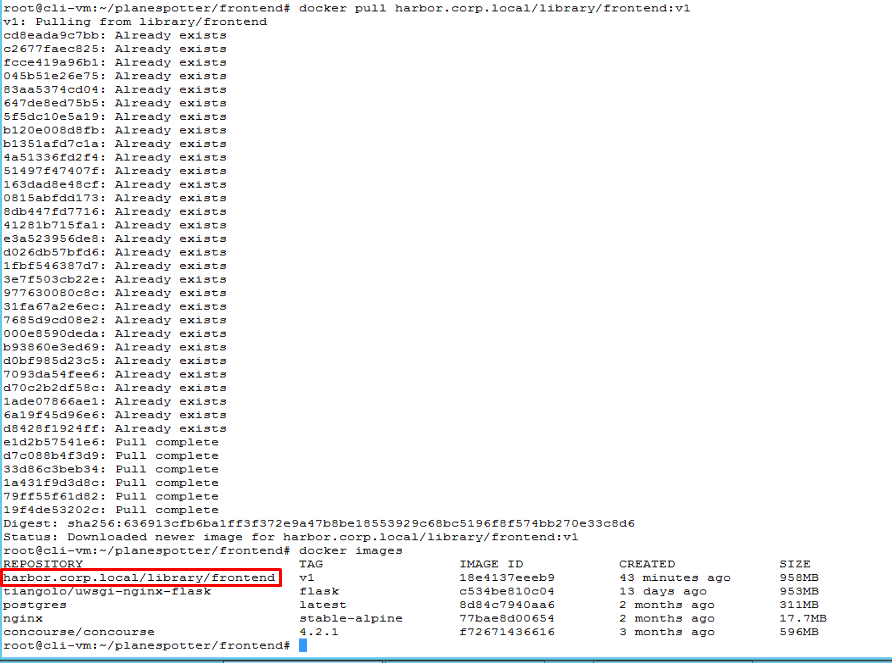 root@cli-vm:~/planespotter/frontend# docker pull harbor.corp.local/library/frontend:v1
v1: Pulling from library/frontend
cd8eada9c7bb: Already exists
c2677faec825: Already exists
fcce419a96b1: Already exists
045b51e26e75: Already exists
83aa5374cd04: Already exists
647de8ed75b5: Already exists
5f5dc10e5a19: Already exists
b120e008d8fb: Already exists
b1351afd7c1a: Already exists
4a51336fd2f4: Already exists
51497f47407f: Already exists
163dad8e48cf: Already exists
0815abfdd173: Already exists
8db447fd7716: Already exists
41281b715fa1: Already exists
e3a523956de8: Already exists
d026db57bfd6: Already exists
1fbf546387d7: Already exists
3e7f503cb22e: Already exists
977630080c8c: Already exists
31fa67a2e6ec: Already exists
7685d9cd08e2: Already exists
000e8590deda: Already exists
b93860e3ed69: Already exists
d0bf985d23c5: Already exists
7093da54fee6: Already exists
d70c2b2df58c: Already exists
1ade07866ae1: Already exists
6a19f45d96e6: Already exists
d8428f1924ff: Already exists
e1d2b57541e6: Pull complete
d7c088b4f3d9: Pull complete
33d86c3beb34: Pull complete
1a431f9d3d8c: Pull complete
79ff55f61d82: Pull complete
19f4de53202c: Pull complete
Digest: sha256:636913cfb6ba1ff3f372e9a47b8be18553929c68bc5196f8f574bb270e33c8d6
Status: Downloaded newer image for harbor.corp.local/library/frontend:v1
root@cli-vm:~/planespotter/frontend# docker images
REPOSITORY TAG IMAGE ID CREATED SIZE
harbor.corp.local/library/frontend v1 18e4137eeeb9 43 minutes ago 958MB
tiangolo/uwsgi-nginx-flask flask c534be810c04 13 days ago 953MB
postgres latest 8d84c7940aa6 2 months ago 311MB
nginx stable-alpine 77bae8d00654 2 months ago 17.7MB
concourse/concourse 4.2.1 f72671436616 3 months ago 596MB
root@cli-vm:~/planespotter/frontend#